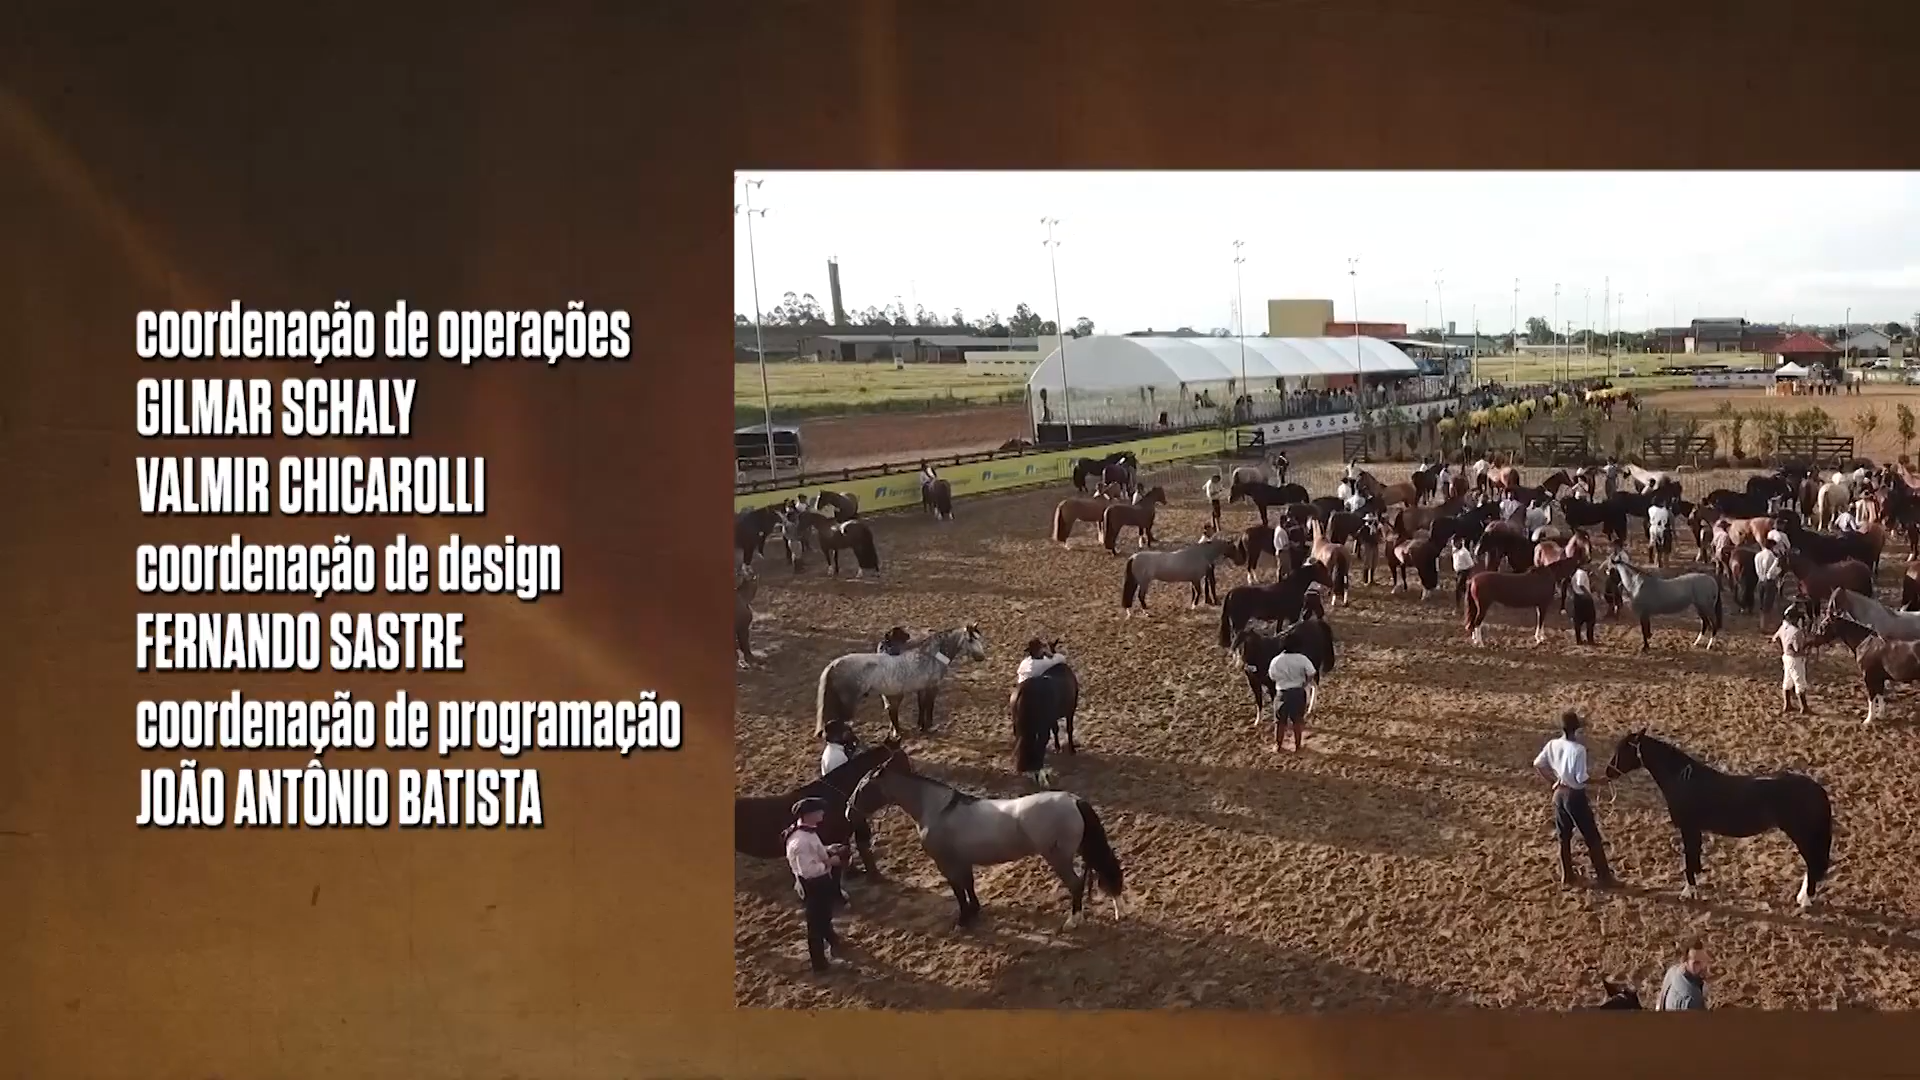 coordenação de operações
GILMAR SCHALY
VALMIR CHICAROLLI
coordenação de design
FERNANDO SASTRE
coordenação de programação
JOÃO ANTÔNIO BATISTA